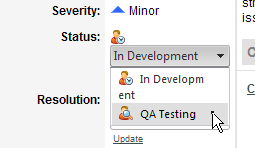 Severity:
Minor
Status:
In Development
In Developm
ent
Resolution:
QA Testing
Update